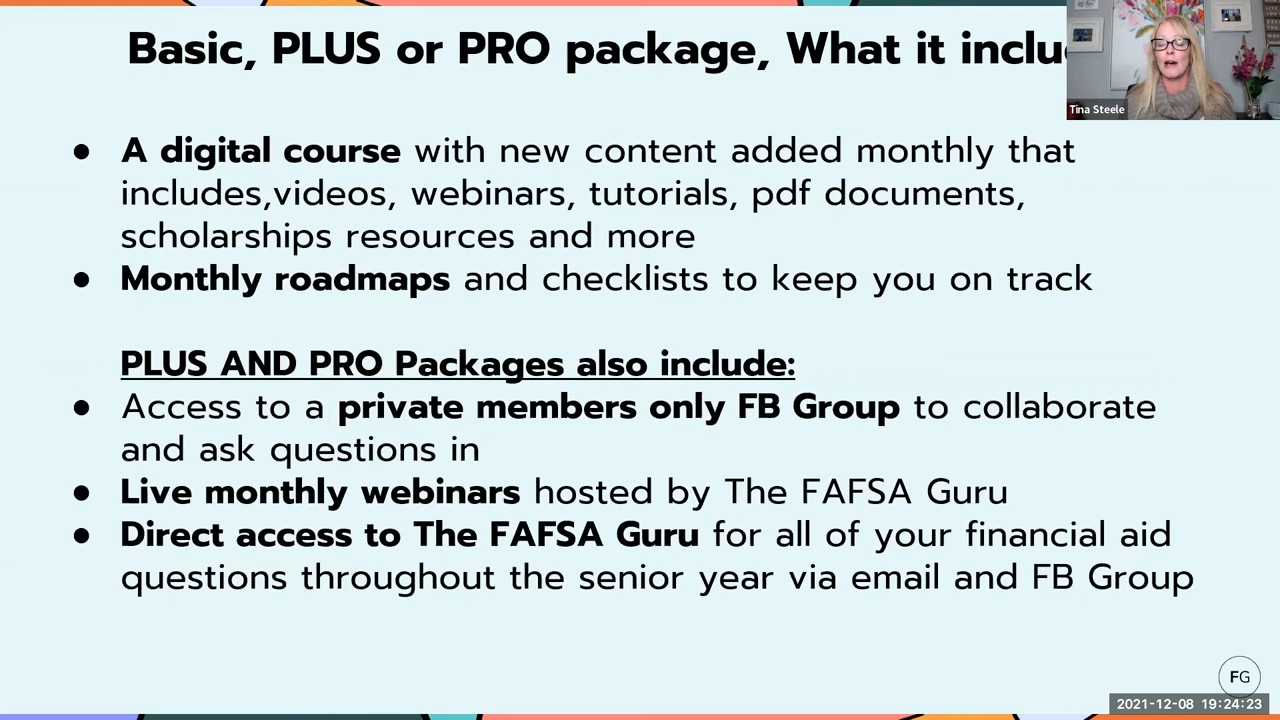 Basic, PLUS or PRO package, What it inclu
Tina Steele
● A digital course with new content added monthly that
includes,videos, webinars, tutorials, pdf documents,
scholarships resources and more
● Monthly roadmaps and checklists to keep you on track
PLUS AND PRO Packages also include:
● Access to a private members only FB Group to collaborate
and ask questions in
● Live monthly webinars hosted by The FAFSA Guru
● Direct access to The FAFSA Guru for all of your financial aid
questions throughout the senior year via email and FB Group
FG
2021-12-08 19:24:23